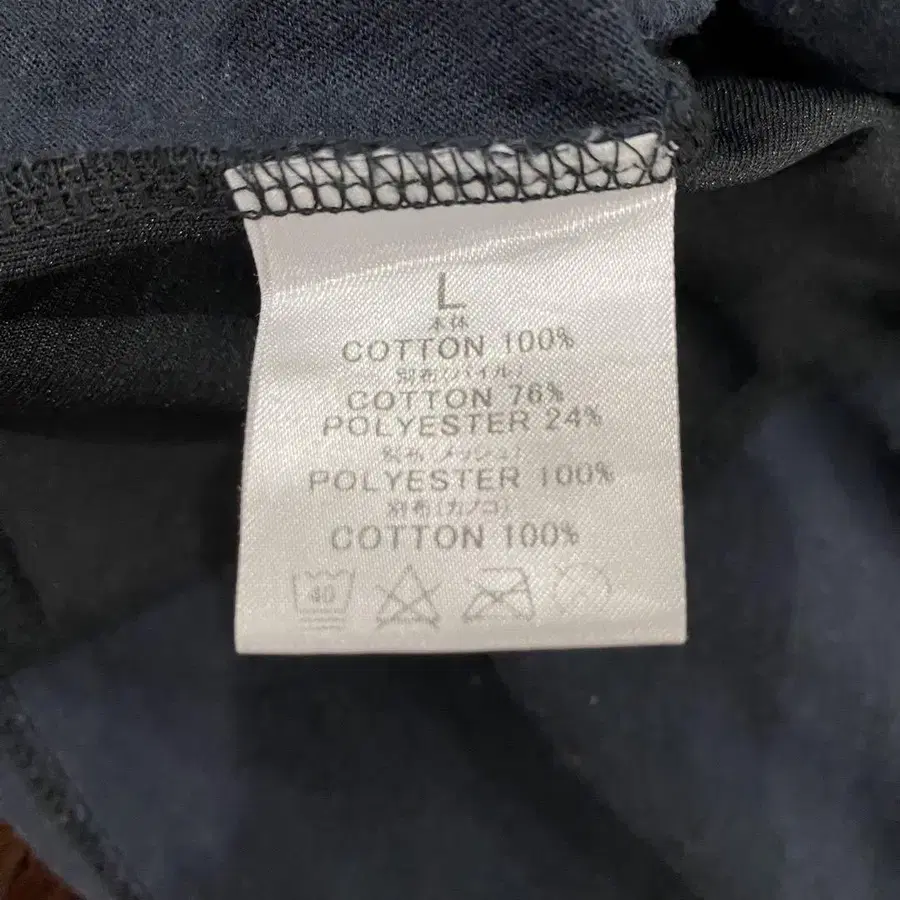 L
本体
COTTON 100%
別布(パイル)
COTTON 76%
POLYESTER 24%
別布(メッシュ)
POLYESTER 100%
別布(カノコ)
COTTON 100%
40